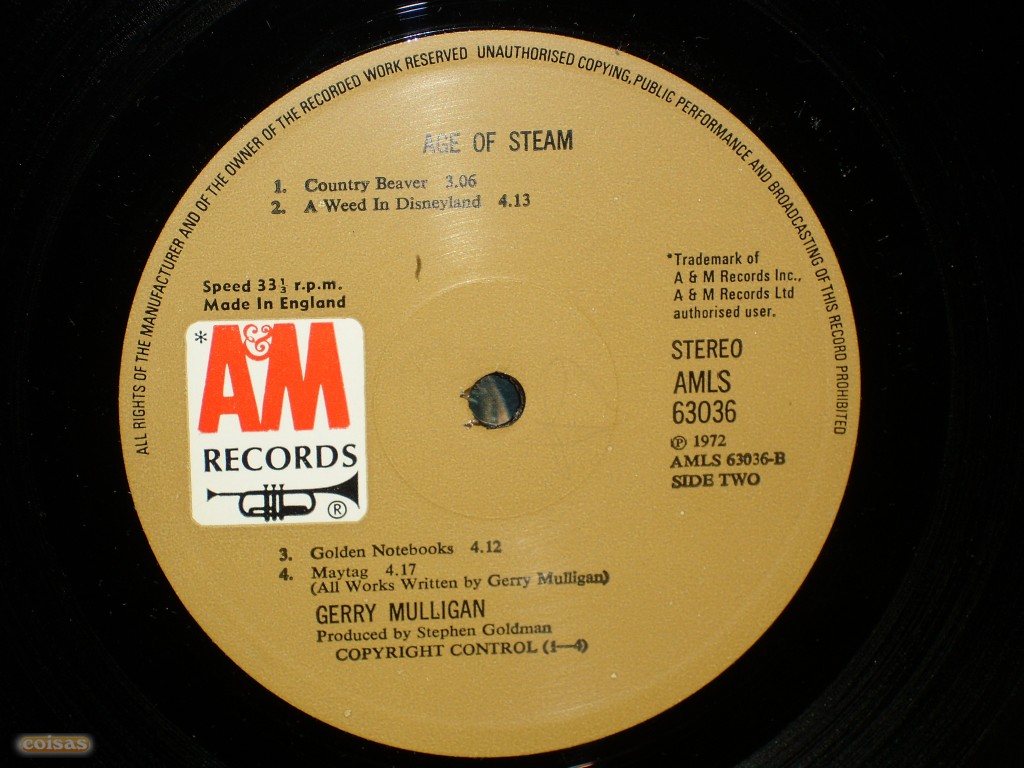 ALL RIGHTS OF THE MANUFACTURER AND OF THE OWNER OF THE RECORDED WORK RESERVED UNAUTHORISED COPYING, PUBLIC PERFORMANCE AND BROADCASTING OF THIS RECORD PROHIBITED
AGE OF STEAM
1. Country Beaver 3.06
2. A Weed In Disneyland 4.13
Speed 33⅓ r.p.m.
Made In England
*Trademark of
A & M Records Inc.,
A & M Records Ltd
authorised user.
*A&M
RECORDS
®
STEREO
AMLS
63036
℗ 1972
AMLS 63036-B
SIDE TWO
3. Golden Notebooks 4.12
4. Maytag 4.17
(All Works Written by Gerry Mulligan)
GERRY MULLIGAN
Produced by Stephen Goldman
COPYRIGHT CONTROL (1—4)
coisas